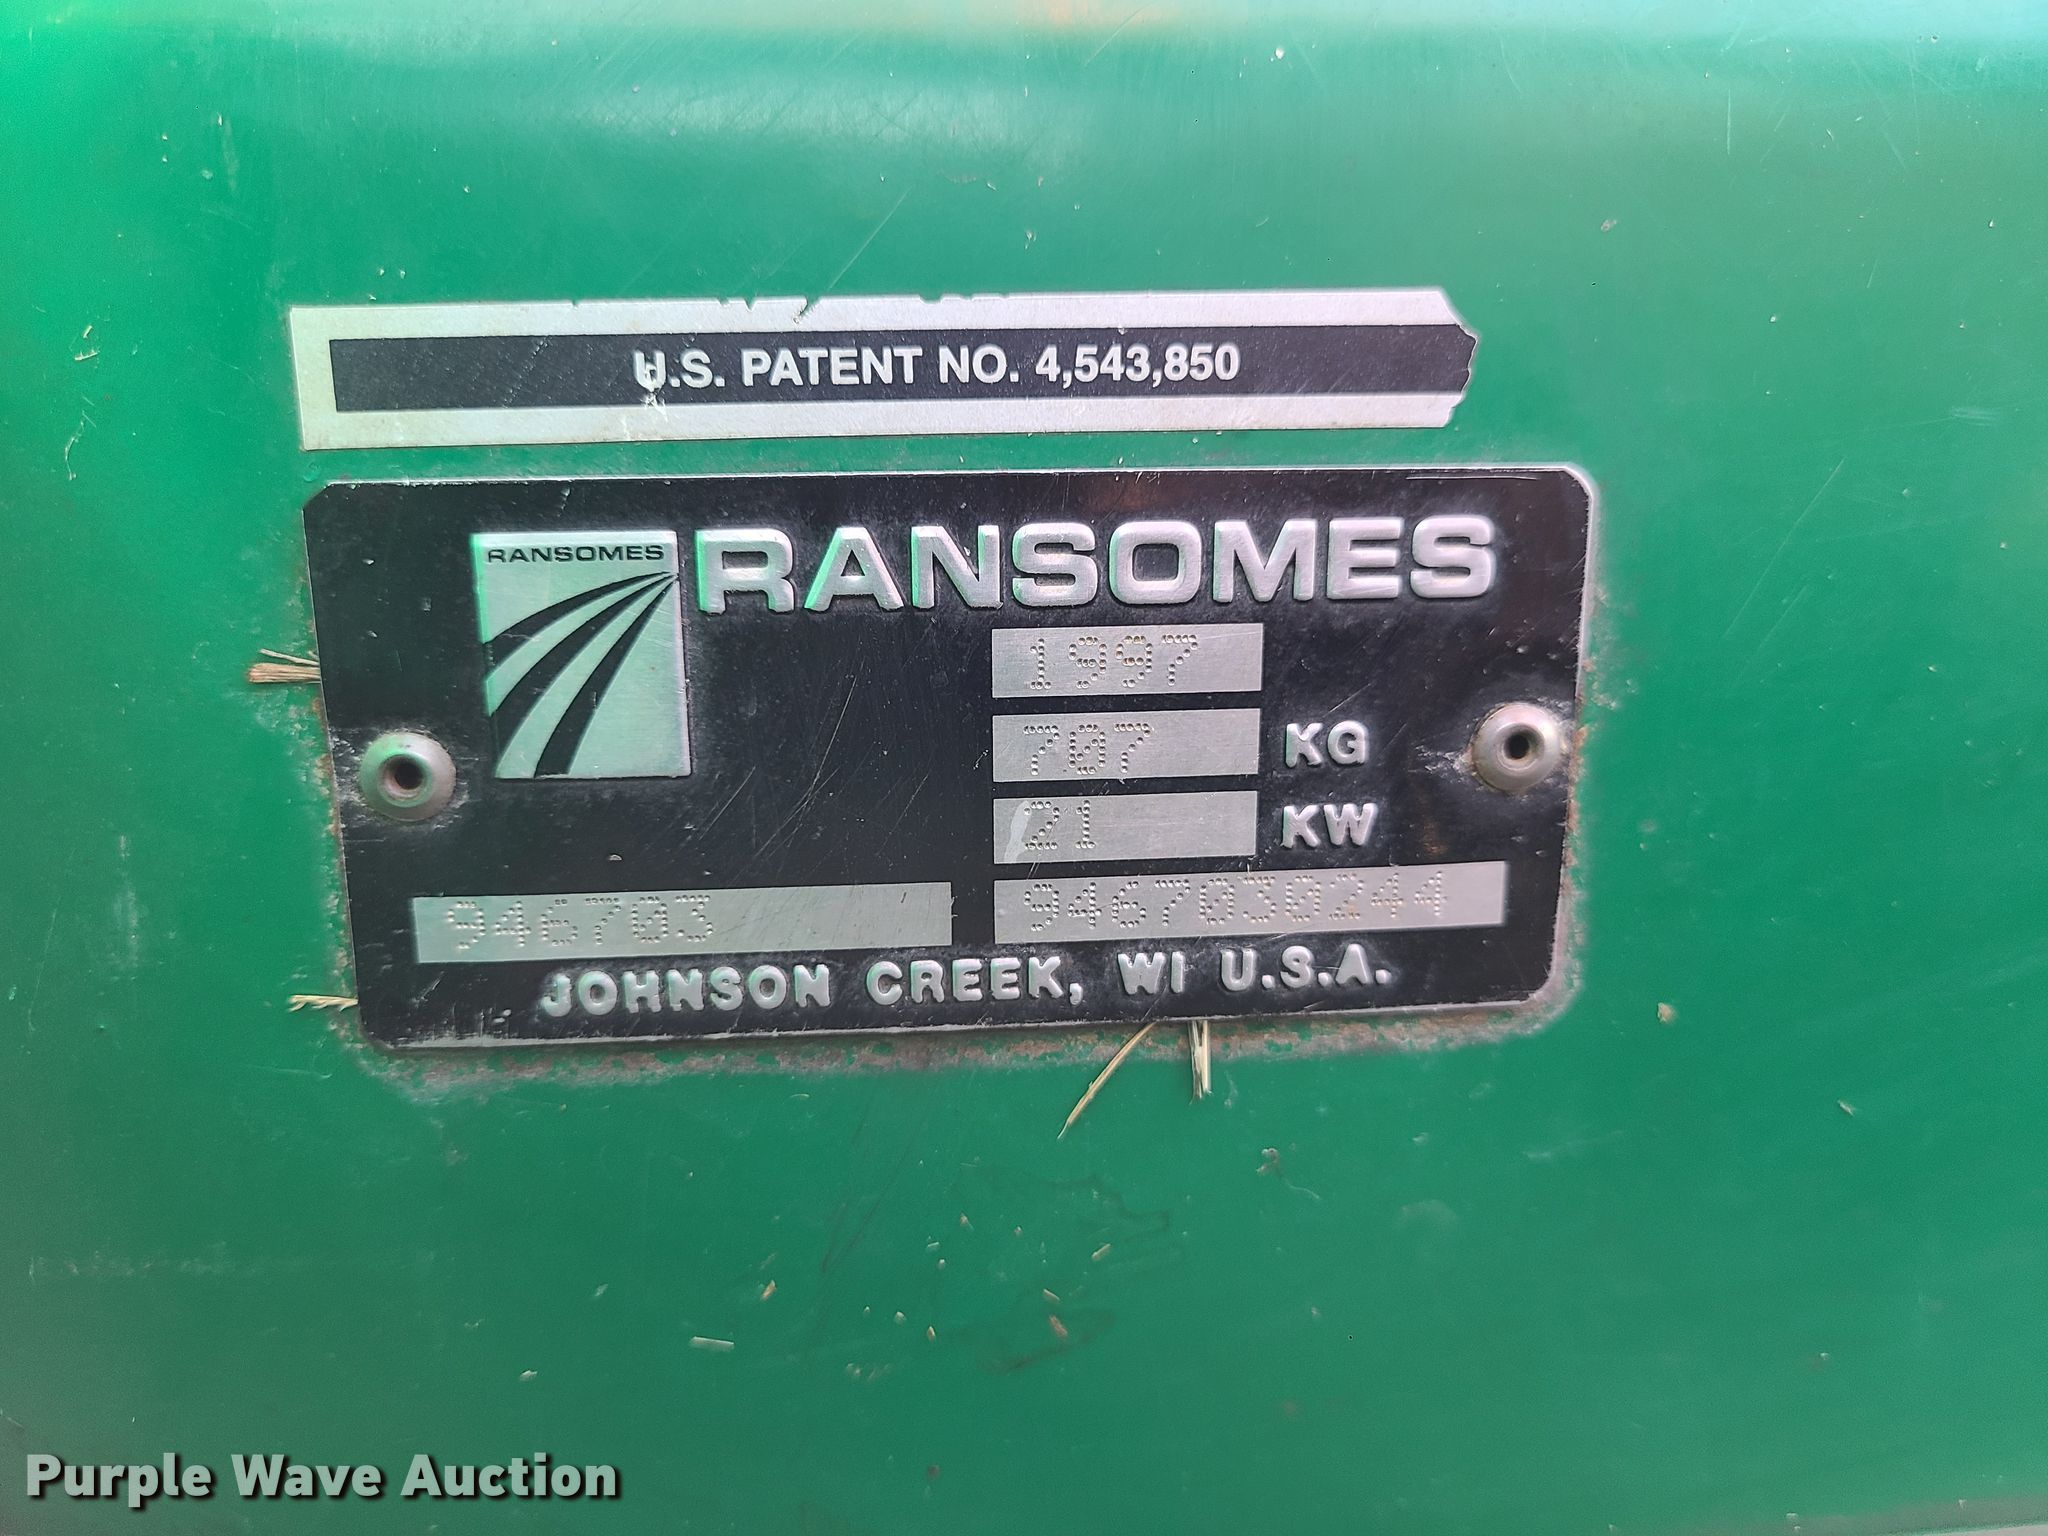 U.S. PATENT NO. 4,543,850
RANSOMES
RANSOMES
1997
707 KG
21 KW
946703 9467030244
JOHNSON CREEK, WI U.S.A.
Purple Wave Auction